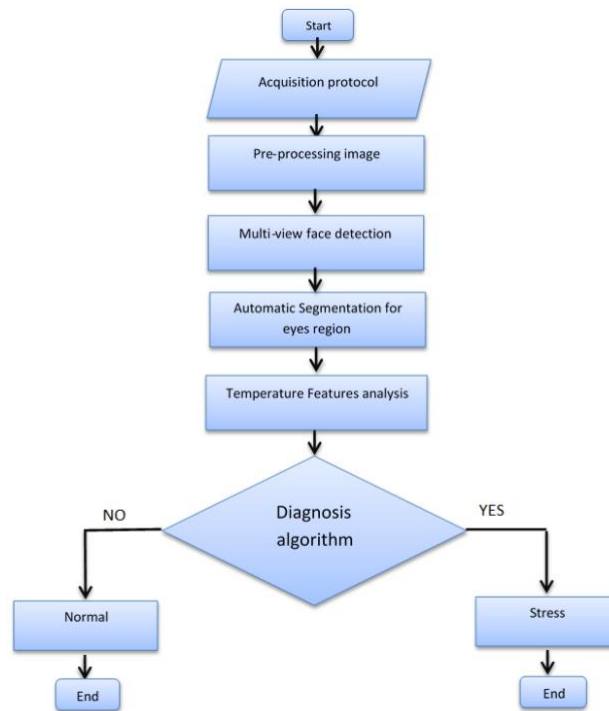 Start
Acquisition protocol
Pre-processing image
Multi-view face detection
Automatic Segmentation for
eyes region
Temperature Features analysis
Diagnosis
algorithm
NO
YES
Normal
Stress
End
End